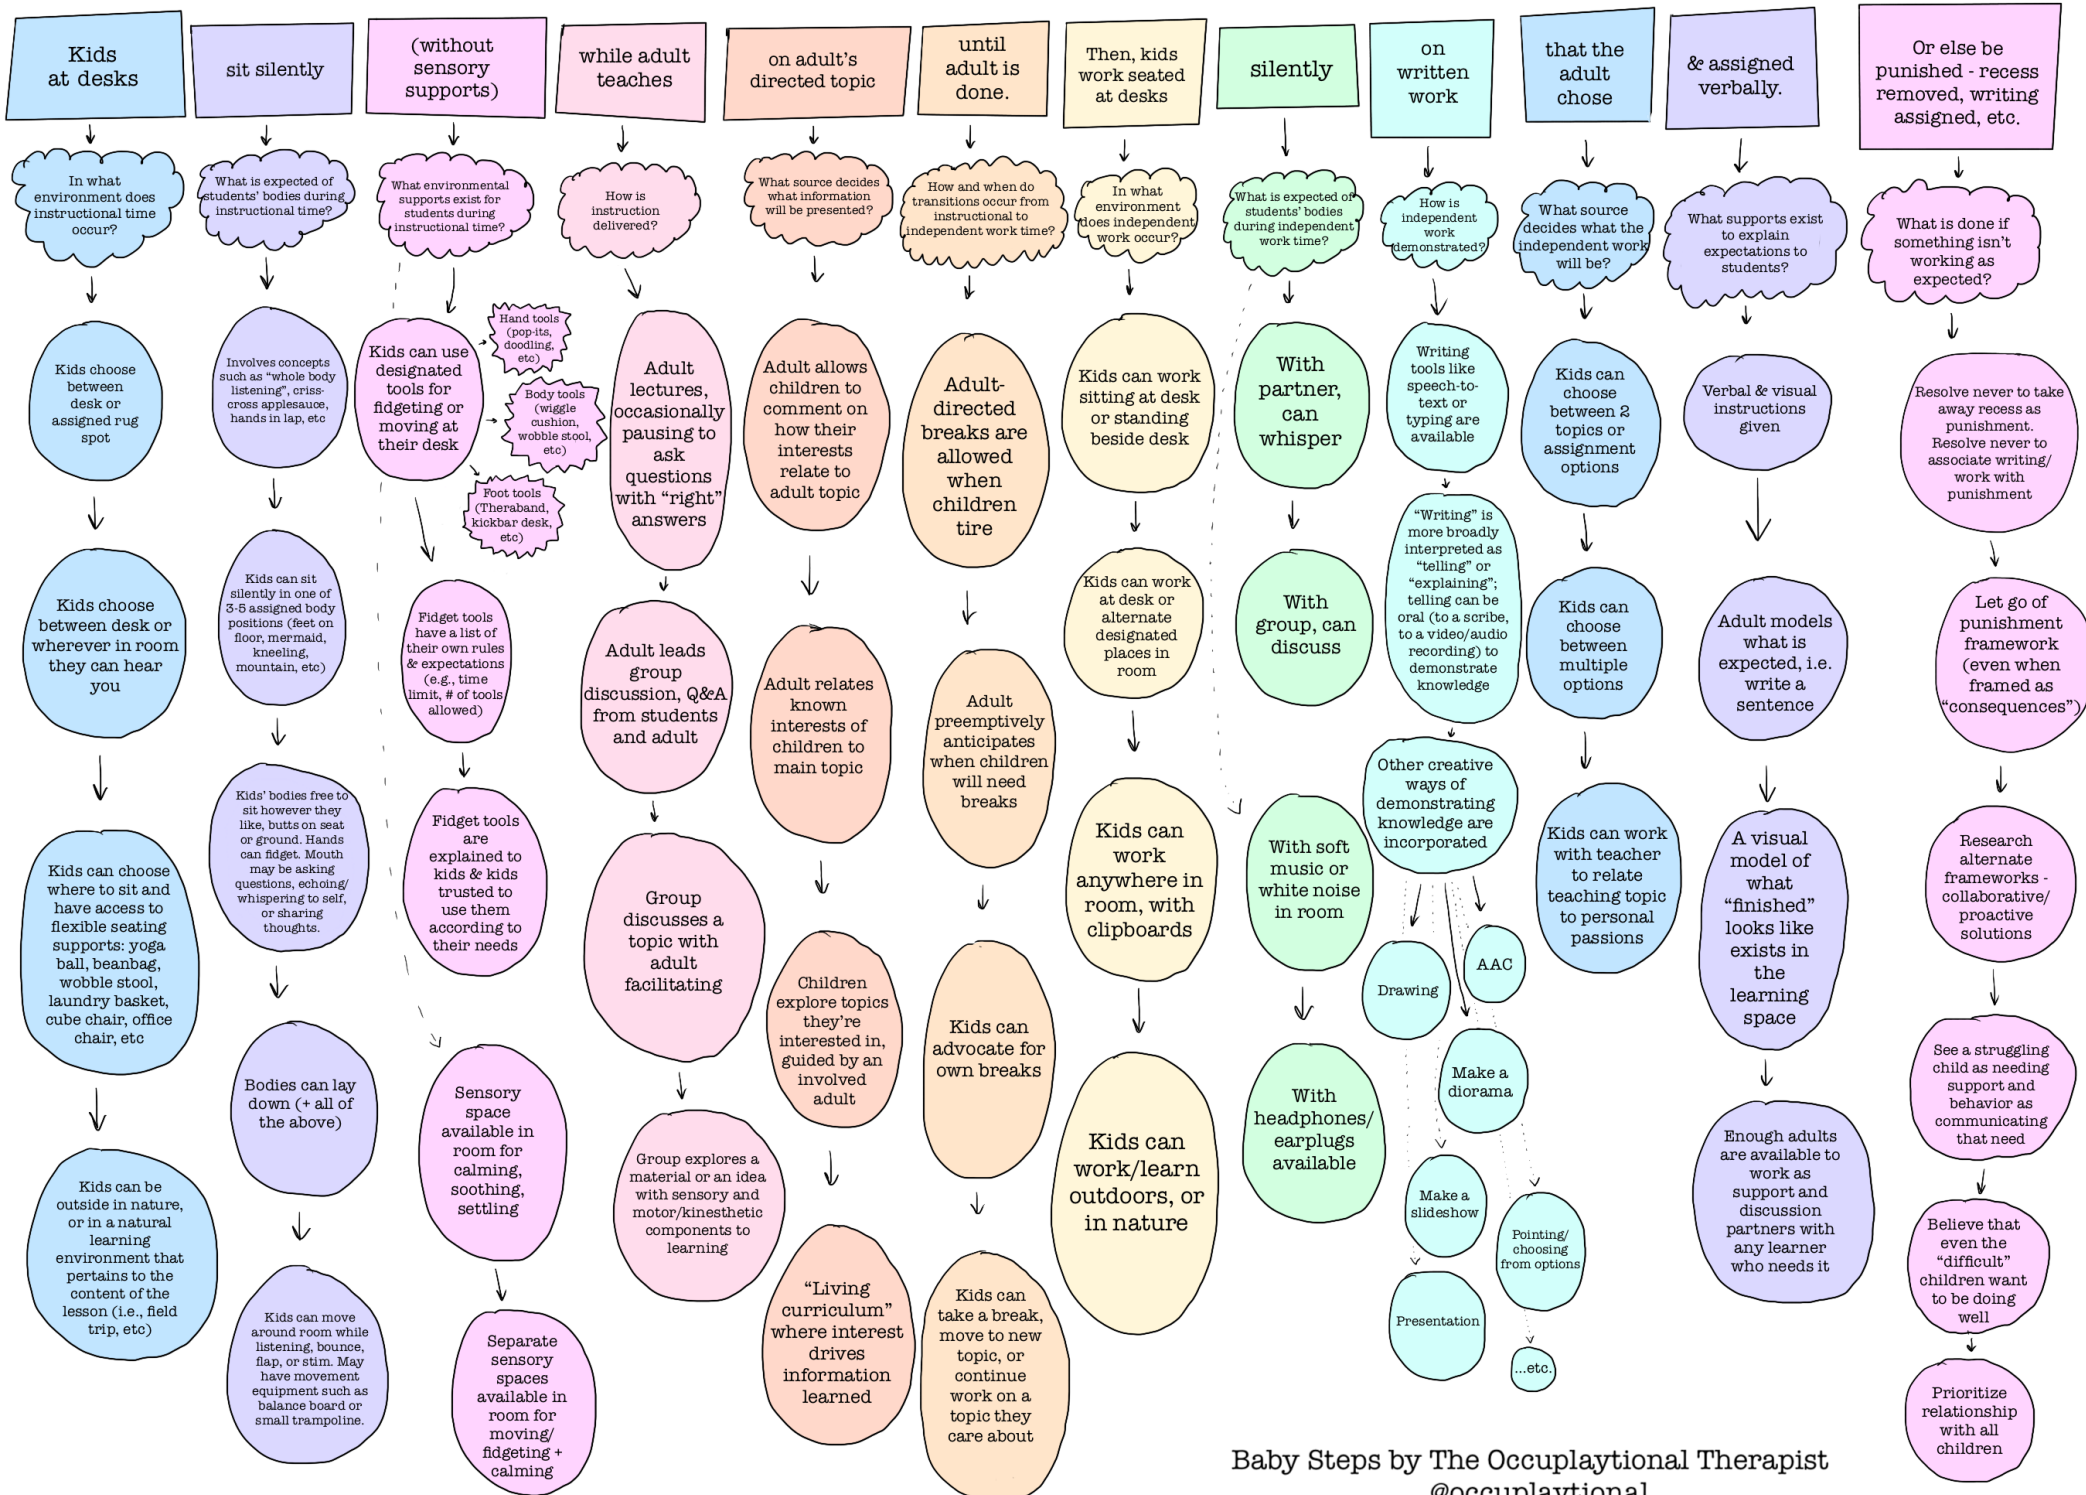 Kids
at desks
In what
environment does
instructional time
occur?
Kids choose
between
desk or
assigned rug
spot
Kids choose
between desk or
wherever in room
they can hear
you
Kids can choose
where to sit and
have access to
flexible seating
supports: yoga
ball, beanbag,
wobble stool,
laundry basket,
cube chair, office
chair, etc
Kids can be
outside in nature,
or in a natural
learning
environment that
pertains to the
content of the
lesson (i.e., field
trip, etc)
sit silently
What is expected of
students' bodies during
instructional time?
Involves concepts
such as "whole body
listening", criss-
cross applesauce,
hands in lap, etc
Kids can sit
silently in one of
3-5 assigned body
positions (feet on
floor, mermaid,
kneeling,
mountain, etc)
Kids' bodies free to
sit however they
like, butts on seat
or ground. Hands
can fidget. Mouth
may be asking
questions, echoing/
whispering to self,
or sharing
thoughts.
Bodies can lay
down (+ all of
the above)
Kids can move
around room while
listening, bounce,
flap, or stim. May
have movement
equipment such as
balance board or
small trampoline.
(without
sensory
supports)
What environmental
supports exist for
students during
instructional time?
Kids can use
designated
tools for
fidgeting or
moving at
their desk
Hand tools
(pop-its,
doodling,
etc)
Body tools
(wiggle
cushion,
wobble stool,
etc)
Foot tools
(Theraband,
kickbar desk,
etc)
Fidget tools
have a list of
their own rules
& expectations
(e.g., time
limit, # of tools
allowed)
Fidget tools
are
explained to
kids & kids
trusted to
use them
according to
their needs
Sensory
space
available in
room for
calming,
soothing,
settling
Separate
sensory
spaces
available in
room for
moving/
fidgeting +
calming
while adult
teaches
How is
instruction
delivered?
Adult
lectures,
occasionally
pausing to
ask
questions
with "right"
answers
Adult leads
group
discussion, Q&A
from students
and adult
Group
discusses a
topic with
adult
facilitating
Group explores a
material or an idea
with sensory and
motor/kinesthetic
components to
learning
on adult's
directed topic
What source decides
what information
will be presented?
Adult allows
children to
comment on
how their
interests
relate to
adult topic
Adult relates
known
interests of
children to
main topic
Children
explore topics
they're
interested in,
guided by an
involved
adult
"Living
curriculum"
where interest
drives
information
learned
until
adult is
done.
How and when do
transitions occur from
instructional to
independent work time?
Adult-
directed
breaks are
allowed
when
children
tire
Adult
preemptively
anticipates
when children
will need
breaks
Kids can
advocate for
own breaks
Kids can
take a break,
move to new
topic, or
continue
work on a
topic they
care about
Then, kids
work seated
at desks
In what
environment
does independent
work occur?
Kids can work
sitting at desk
or standing
beside desk
Kids can work
at desk or
alternate
designated
places in
room
Kids can
work
anywhere in
room, with
clipboards
Kids can
work/learn
outdoors, or
in nature
silently
What is expected of
students' bodies
during independent
work time?
With
partner,
can
whisper
With
group, can
discuss
With soft
music or
white noise
in room
With
headphones/
earplugs
available
on
written
work
How is
independent
work
demonstrated?
Writing
tools like
speech-to-
text or
typing are
available
"Writing" is
more broadly
interpreted as
"telling" or
"explaining";
telling can be
oral (to a scribe,
to a video/audio
recording) to
demonstrate
knowledge
Other creative
ways of
demonstrating
knowledge are
incorporated
Drawing
AAC
Make a
diorama
Make a
slideshow
Pointing/
choosing
from options
Presentation
...etc.
that the
adult
chose
What source
decides what the
independent work
will be?
Kids can
choose
between 2
topics or
assignment
options
Kids can
choose
between
multiple
options
Kids can work
with teacher
to relate
teaching topic
to personal
passions
& assigned
verbally.
What supports exist
to explain
expectations to
students?
Verbal & visual
instructions
given
Adult models
what is
expected, i.e.
write a
sentence
A visual
model of
what
"finished"
looks like
exists in
the
learning
space
Enough adults
are available to
work as
support and
discussion
partners with
any learner
who needs it
Or else be
punished - recess
removed, writing
assigned, etc.
What is done if
something isn't
working as
expected?
Resolve never to take
away recess as
punishment.
Resolve never to
associate writing/
work with
punishment
Let go of
punishment
framework
(even when
framed as
"consequences")
Research
alternate
frameworks -
collaborative/
proactive
solutions
See a struggling
child as needing
support and
behavior as
communicating
that need
Believe that
even the
"difficult"
children want
to be doing
well
Prioritize
relationship
with all
children
Baby Steps by The Occuplaytional Therapist
@occuplaytional